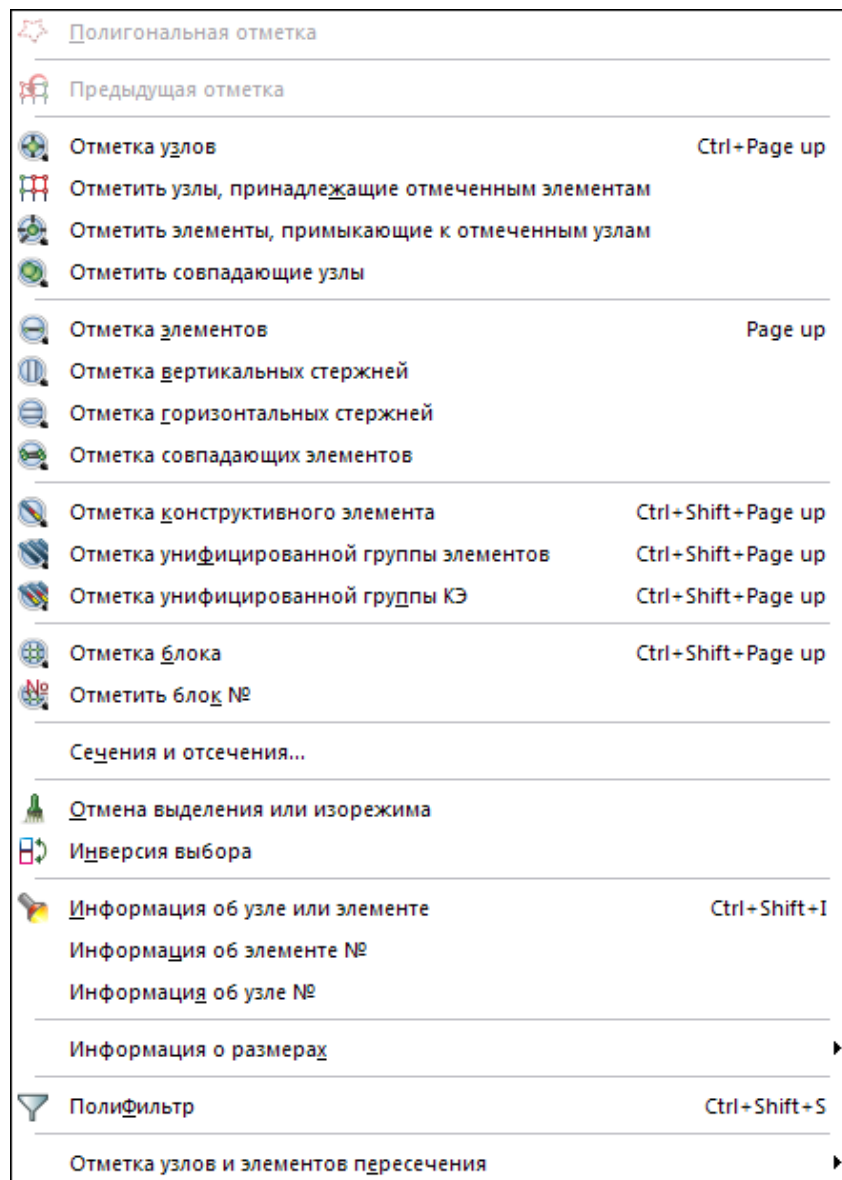 Полигональная отметка
Предыдущая отметка
Отметка узлов Ctrl+Page up
Отметить узлы, принадлежащие отмеченным элементам
Отметить элементы, примыкающие к отмеченным узлам
Отметить совпадающие узлы
Отметка элементов Page up
Отметка вертикальных стержней
Отметка горизонтальных стержней
Отметка совпадающих элементов
Отметка конструктивного элемента Ctrl+Shift+Page up
Отметка унифицированной группы элементов Ctrl+Shift+Page up
Отметка унифицированной группы КЭ Ctrl+Shift+Page up
Отметка блока Ctrl+Shift+Page up
Отметить блок №
Сечения и отсечения...
Отмена выделения или изорежима
Инверсия выбора
Информация об узле или элементе Ctrl+Shift+I
Информация об элементе №
Информация об узле №
Информация о размерах
ПолиФильтр Ctrl+Shift+S
Отметка узлов и элементов пересечения